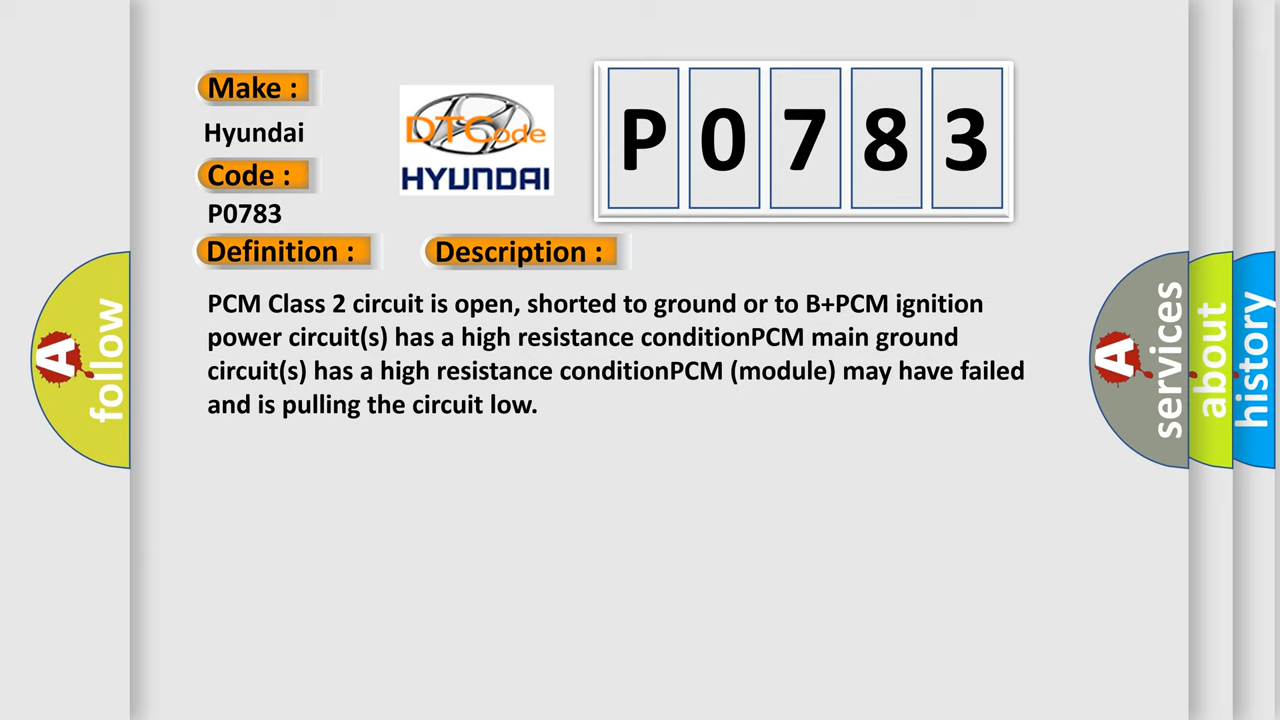 Make :
Hyundai
Code :
P0783
DTCode
HYUNDAI
P 0 7 8 3
Definition :
Description :
PCM Class 2 circuit is open, shorted to ground or to B+PCM ignition
power circuit(s) has a high resistance conditionPCM main ground
circuit(s) has a high resistance conditionPCM (module) may have failed
and is pulling the circuit low.
A
follow
A
services
about
history